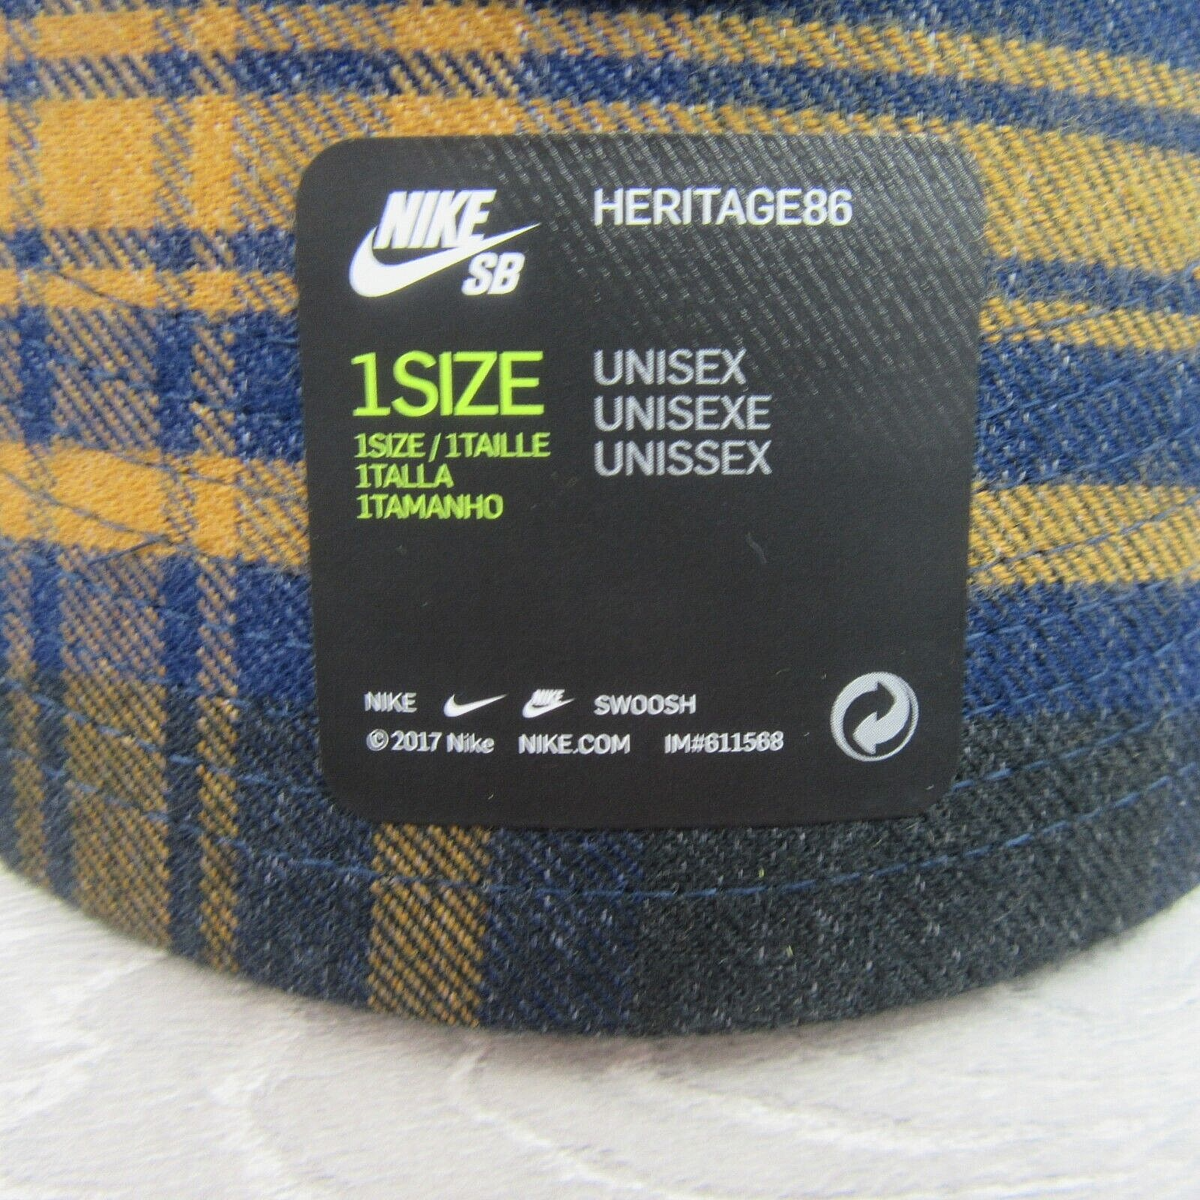 NIKE
SB
HERITAGE86
1SIZE
1SIZE / 1TAILLE
1TALLA
1TAMANHO
UNISEX
UNISEXE
UNISSEX
NIKE NIKE SWOOSH
© 2017 Nike NIKE.COM IM#611568